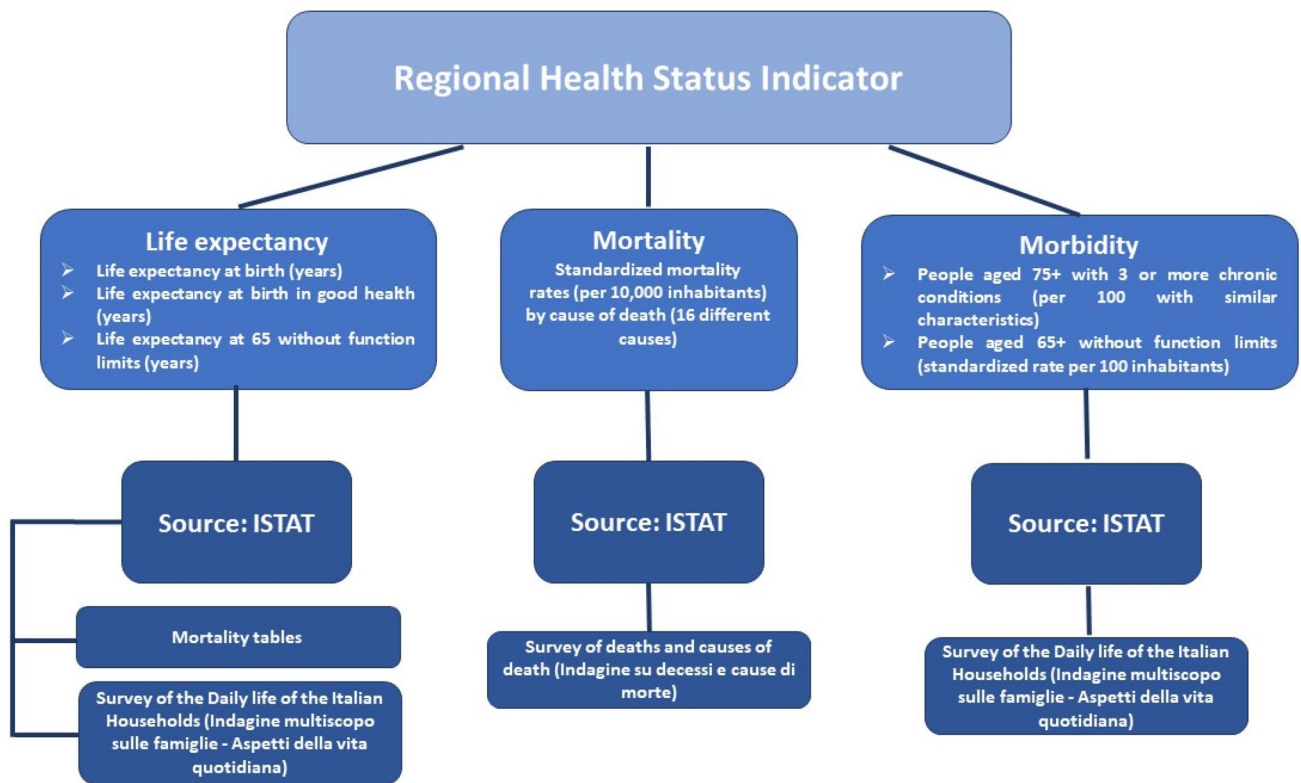 Regional Health Status Indicator
Life expectancy
➢ Life expectancy at birth (years)
➢ Life expectancy at birth in good health
(years)
➢ Life expectancy at 65 without function
limits (years)
Mortality
Standardized mortality
rates (per 10,000 inhabitants)
by cause of death (16 different
causes)
Morbidity
➢ People aged 75+ with 3 or more chronic
conditions (per 100 with similar
characteristics)
➢ People aged 65+ without function limits
(standardized rate per 100 inhabitants)
Source: ISTAT
Source: ISTAT
Source: ISTAT
Mortality tables
Survey of the Daily life of the Italian
Households (Indagine multiscopo
sulle famiglie - Aspetti della vita
quotidiana)
Survey of deaths and causes of
death (Indagine su decessi e cause di
morte)
Survey of the Daily life of the Italian
Households (Indagine multiscopo
sulle famiglie - Aspetti della vita
quotidiana)